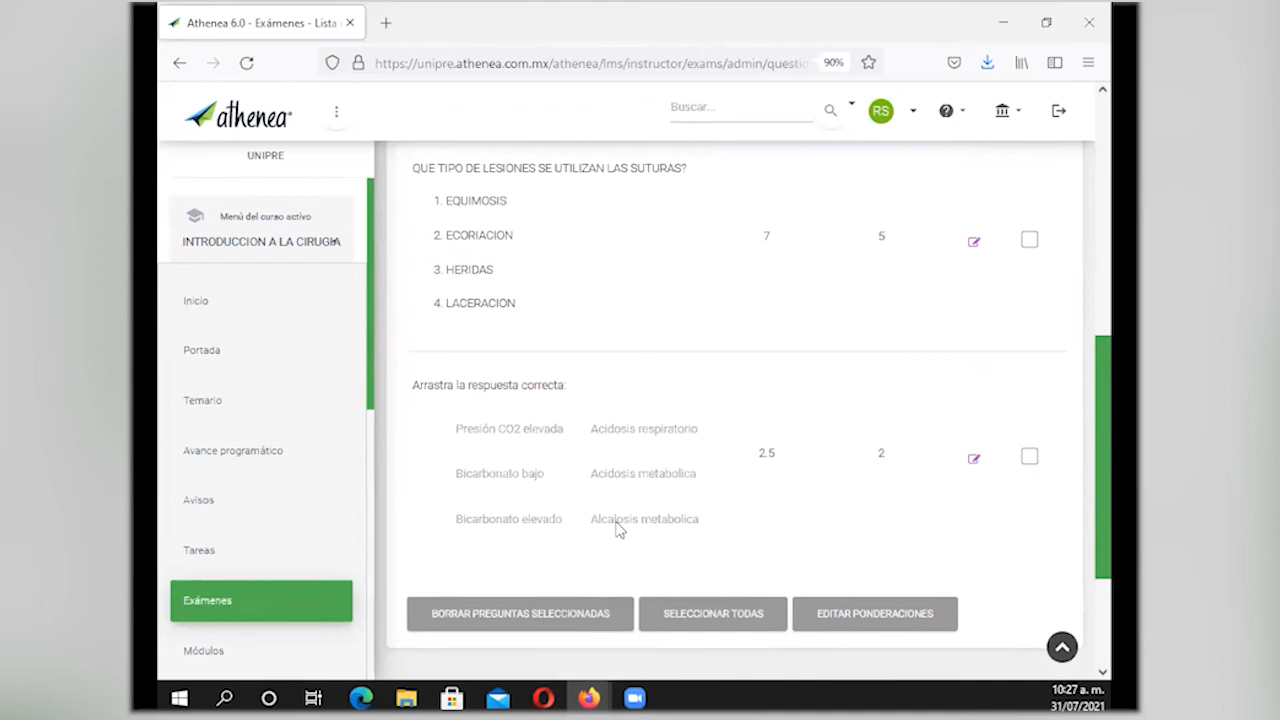 Athenea 6.0 - Exámenes - Lista
https://unipre.athenea.com.mx/athenea/lms/instructor/exams/admin/questio
90%
athenea
Buscar...
RS
UNIPRE
Menú del curso activo
INTRODUCCION A LA CIRUGIA
Inicio
Portada
Temario
Avance programático
Avisos
Tareas
Exámenes
Módulos
QUE TIPO DE LESIONES SE UTILIZAN LAS SUTURAS?
1. EQUIMOSIS
2. ECORIACION
3. HERIDAS
4. LACERACION
7 5
Arrastra la respuesta correcta:
Presión CO2 elevada Acidosis respiratorio
Bicarbonato bajo Acidosis metabolica
Bicarbonato elevado Alcalosis metabolica
2.5 2
BORRAR PREGUNTAS SELECCIONADAS SELECCIONAR TODAS EDITAR PONDERACIONES
10:27 a. m.
31/07/2021